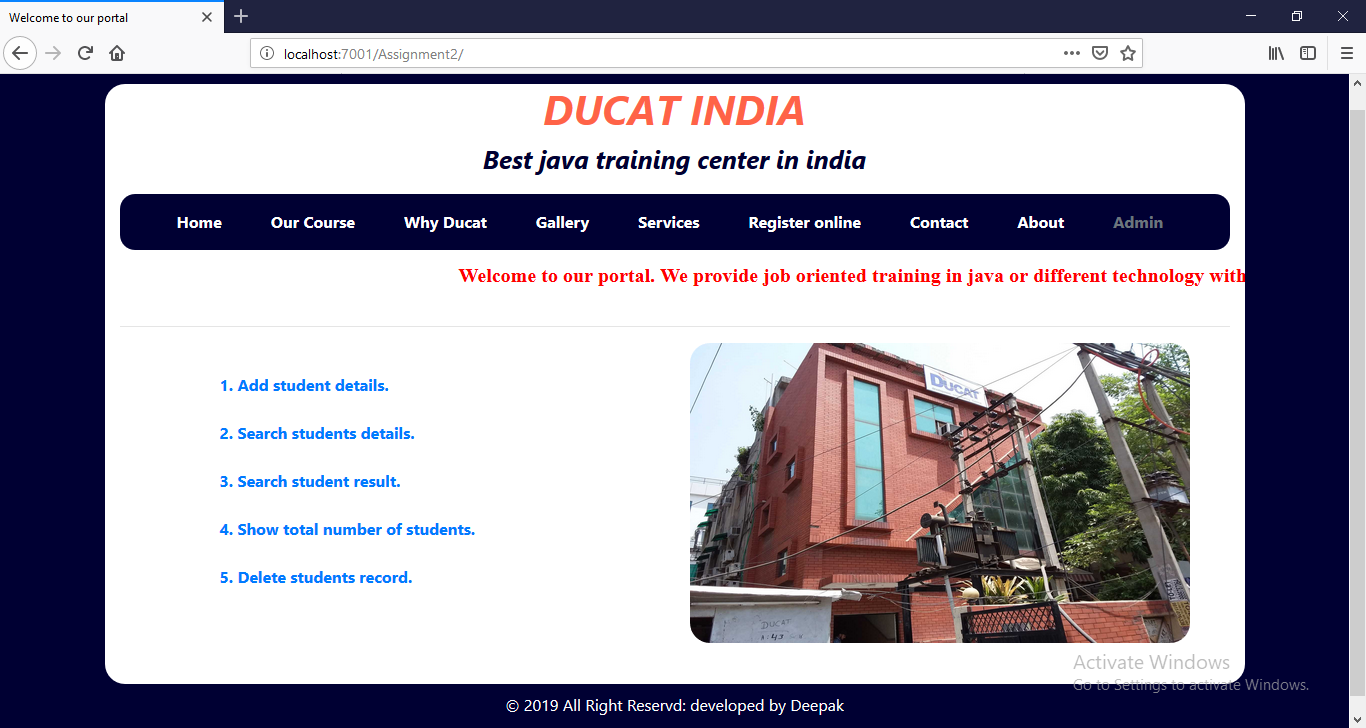 Welcome to our portal
localhost:7001/Assignment2/
DUCAT INDIA
Best java training center in india
Home Our Course Why Ducat Gallery Services Register online Contact About Admin
Welcome to our portal. We provide job oriented training in java or different technology with
1. Add student details.
2. Search students details.
3. Search student result.
4. Show total number of students.
5. Delete students record.
DUCAT
DUCAT
Activate Windows
Go to Settings to activate Windows.
© 2019 All Right Reservd: developed by Deepak